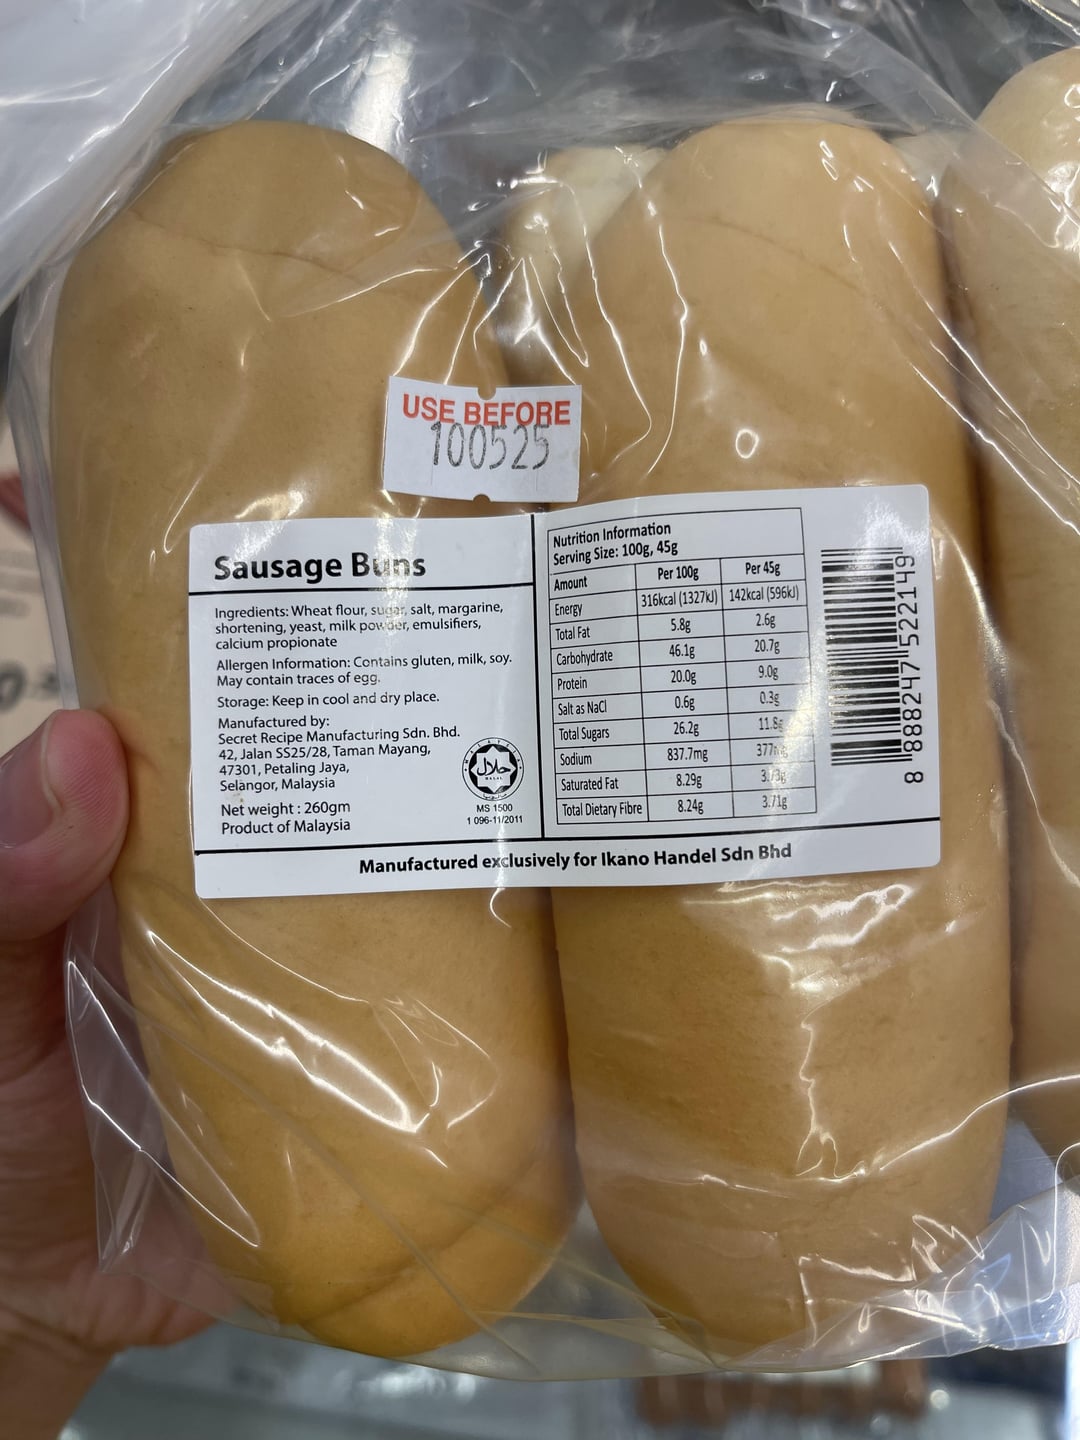 USE BEFORE
100525
Sausage Buns
Ingredients: Wheat flour, sugar, salt, margarine,
shortening, yeast, milk powder, emulsifiers,
calcium propionate
Allergen Information: Contains gluten, milk, soy.
May contain traces of egg.
Storage: Keep in cool and dry place.
Manufactured by:
Secret Recipe Manufacturing Sdn. Bhd.
42, Jalan SS25/28, Taman Mayang,
47301, Petaling Jaya,
Selangor, Malaysia
Net weight : 260gm
Product of Malaysia
حلال
HALAL
MS 1500
1 096-11/2011
Nutrition Information
Serving Size: 100g, 45g
Amount Per 100g Per 45g
Energy 316kcal (1327kJ) 142kcal (596kJ)
Total Fat 5.8g 2.6g
Carbohydrate 46.1g 20.7g
Protein 20.0g 9.0g
Salt as NaCl 0.6g 0.3g
Total Sugars 26.2g 11.8g
Sodium 837.7mg
Saturated Fat 8.29g
Total Dietary Fibre 8.24g 3.71g
8 888247 522149
Manufactured exclusively for Ikano Handel Sdn Bhd